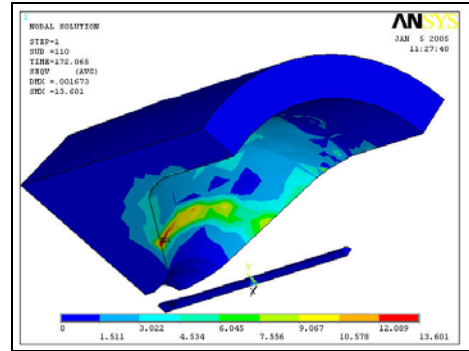 1
NODAL SOLUTION
STEP=1
SUB =110
TIME=172.065
SEQV (AVG)
DMX =.001673
SMX =13.601
ANSYS
JAN 5 2005
11:27:40
MX
Y
X
0 3.022 6.045 9.067 12.089
1.511 4.534 7.556 10.578 13.601